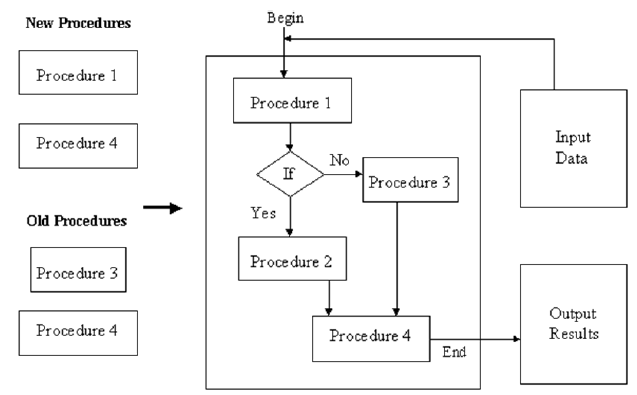 New Procedures
Procedure 1
Procedure 4
Old Procedures
Procedure 3
Procedure 4
Begin
Procedure 1
If
No
Procedure 3
Yes
Procedure 2
Procedure 4
End
Input
Data
Output
Results